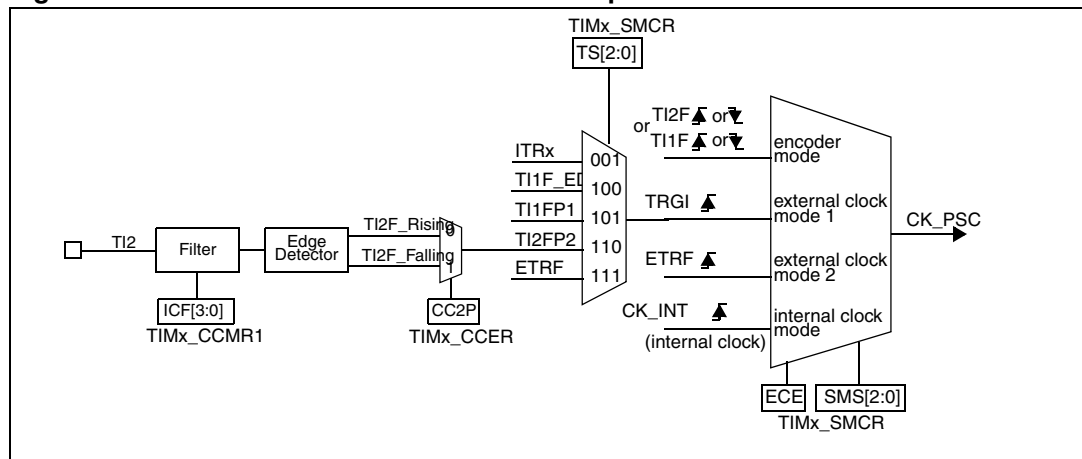 TIMx_SMCR
TS[2:0]
or TI2F or
TI1F or
encoder
mode
ITRx
001
TI1F_ED
100
TI1FP1
101
TRGI
external clock
mode 1
CK_PSC
TI2
Filter
Edge
Detector
TI2F_Rising
0
TI2F_Falling
1
TI2FP2
110
ETRF
111
ETRF
external clock
mode 2
CK_INT
(internal clock)
internal clock
mode
ICF[3:0]
TIMx_CCMR1
CC2P
TIMx_CCER
ECE
SMS[2:0]
TIMx_SMCR